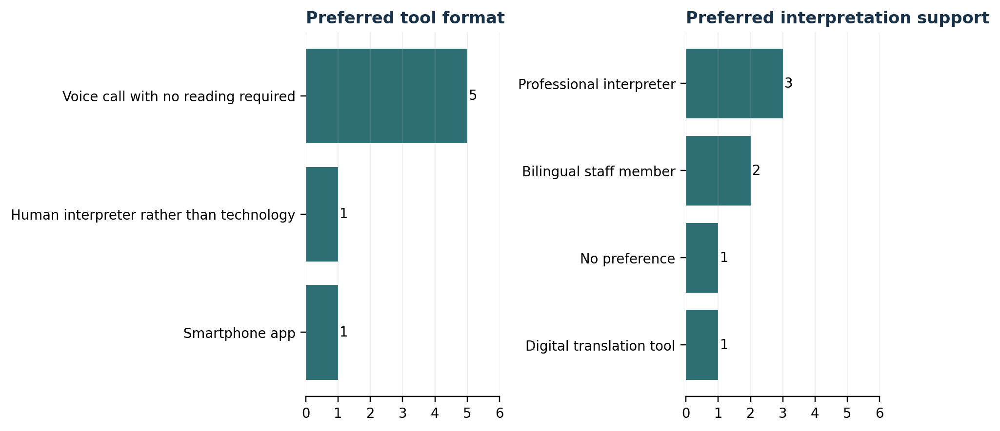 Preferred tool format
Voice call with no reading required
5
Human interpreter rather than technology
1
Smartphone app
1
0 1 2 3 4 5 6
Preferred interpretation support
Professional interpreter
3
Bilingual staff member
2
No preference
1
Digital translation tool
1
0 1 2 3 4 5 6